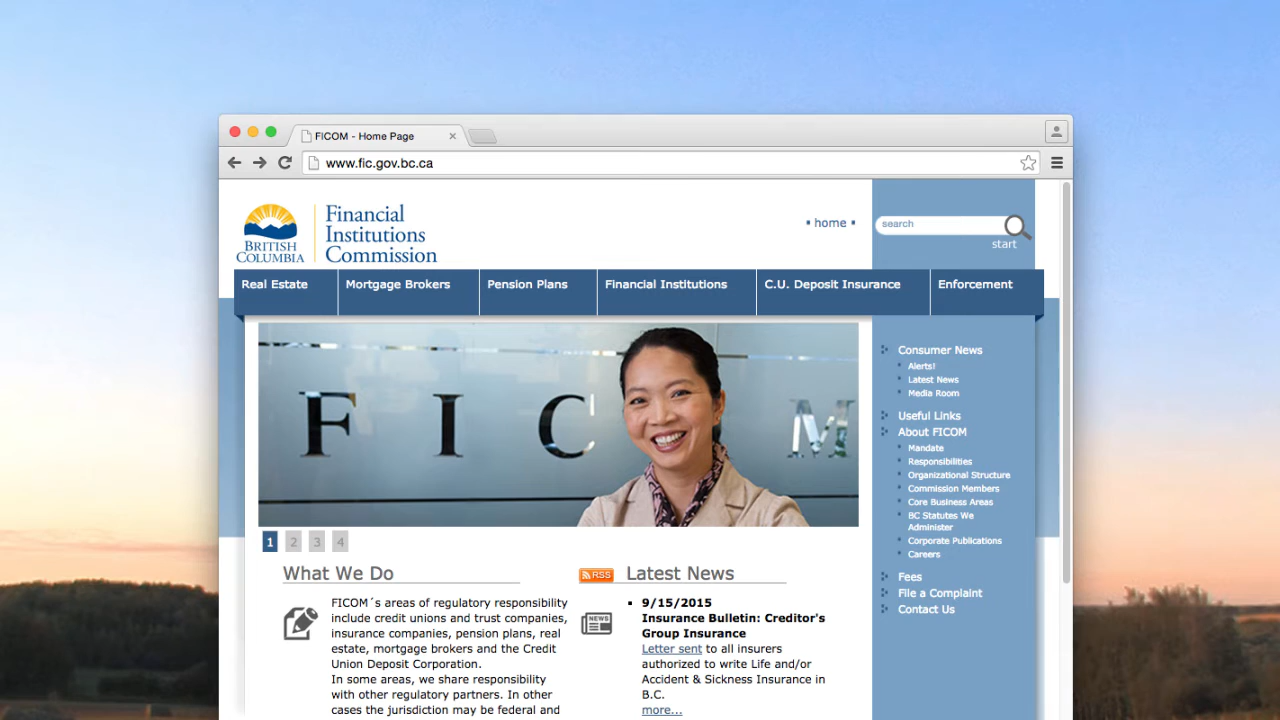 FICOM - Home Page
www.fic.gov.bc.ca
BRITISH
COLUMBIA
Financial
Institutions
Commission
home
search
start
Real Estate
Mortgage Brokers
Pension Plans
Financial Institutions
C.U. Deposit Insurance
Enforcement
F I C M
1 2 3 4
What We Do
FICOM´s areas of regulatory responsibility
include credit unions and trust companies,
insurance companies, pension plans, real
estate, mortgage brokers and the Credit
Union Deposit Corporation.
In some areas, we share responsibility
with other regulatory partners. In other
cases the jurisdiction may be federal and
RSS
Latest News
NEWS
9/15/2015
Insurance Bulletin: Creditor's
Group Insurance
Letter sent to all insurers
authorized to write Life and/or
Accident & Sickness Insurance in
B.C.
more...
Consumer News
Alerts!
Latest News
Media Room
Useful Links
About FICOM
Mandate
Responsibilities
Organizational Structure
Commission Members
Core Business Areas
BC Statutes We
Administer
Corporate Publications
Careers
Fees
File a Complaint
Contact Us